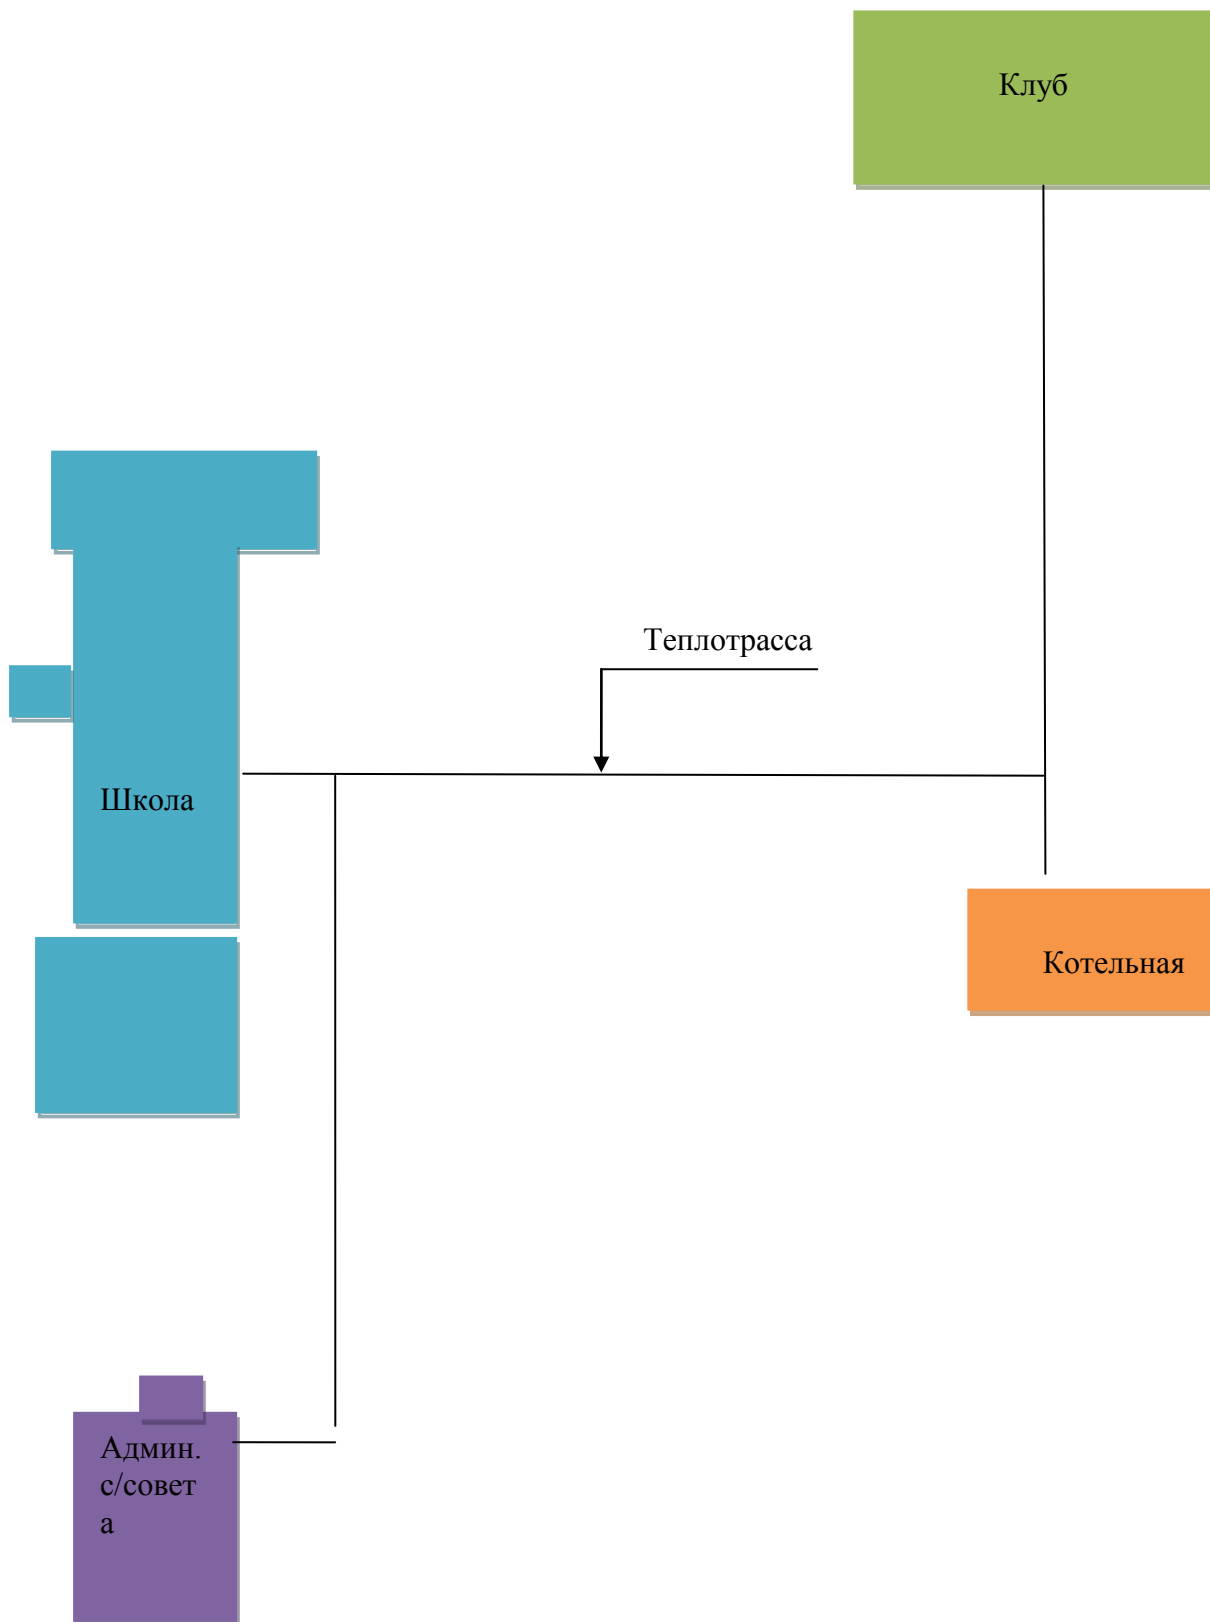 Клуб
Теплотрасса
Школа
Котельная
Админ.
с/совет
а